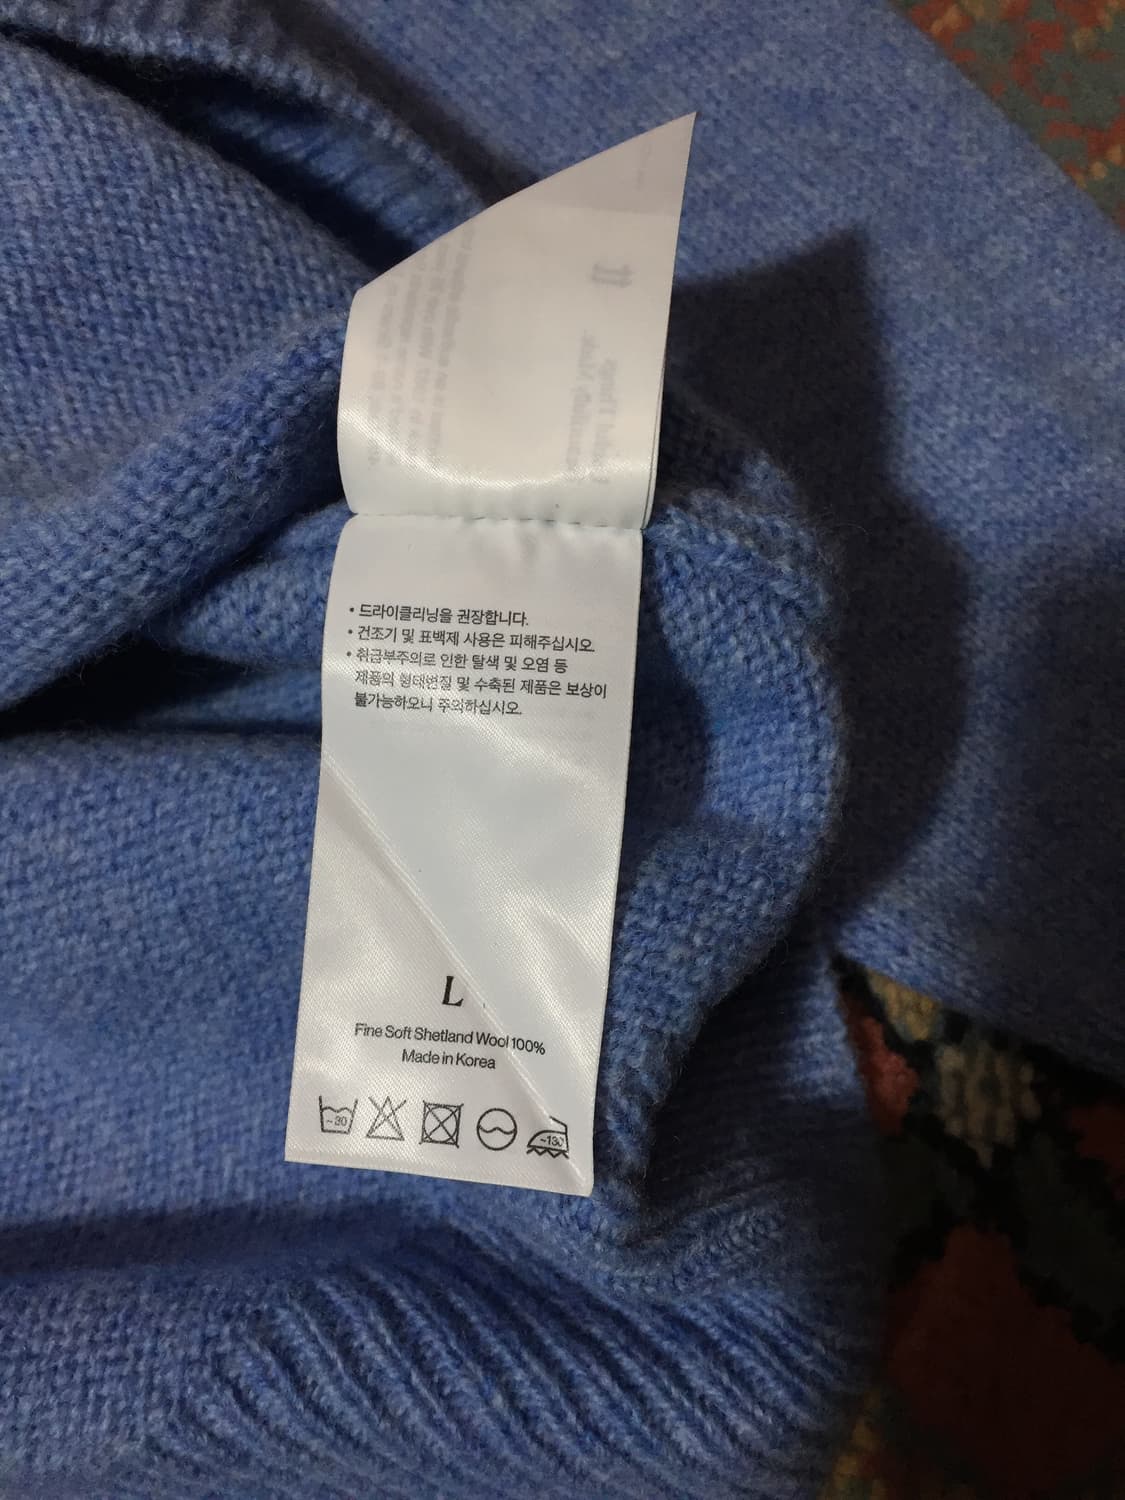 • 드라이클리닝을 권장합니다.
• 건조기 및 표백제 사용은 피해주십시오.
• 취급부주의로 인한 탈색 및 오염 등
제품의 형태변질 및 수축된 제품은 보상이
불가능하오니 주의하십시오.
L
Fine Soft Shetland Wool 100%
Made in Korea
~30
~130